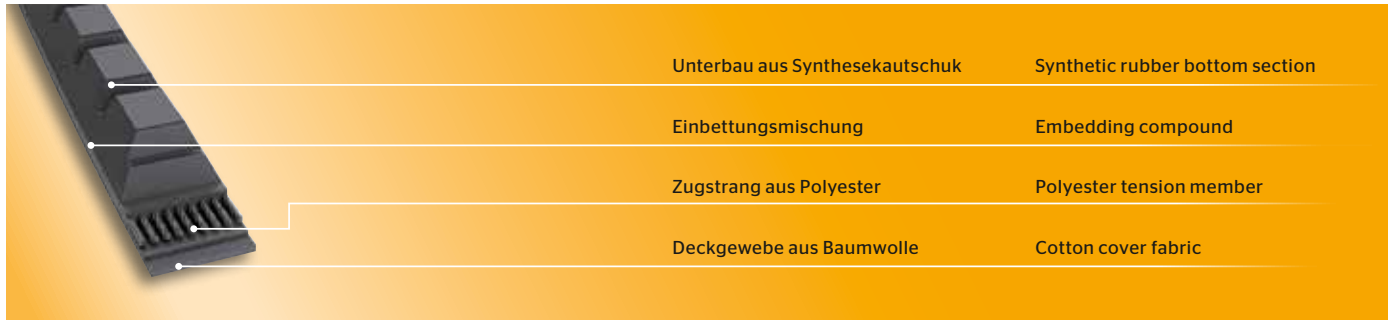 Unterbau aus Synthesekautschuk Synthetic rubber bottom section
Einbettungsmischung Embedding compound
Zugstrang aus Polyester Polyester tension member
Deckgewebe aus Baumwolle Cotton cover fabric